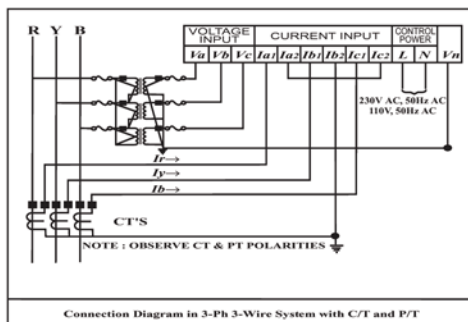 R Y B
VOLTAGE INPUT CURRENT INPUT CONTROL POWER
Va Vb Vc Ia1 Ia2 Ib1 Ib2 Ic1 Ic2 L N Vn
230V AC, 50Hz AC
110V, 50Hz AC
Ir→
Iy→
Ib→
CT'S
NOTE : OBSERVE CT & PT POLARITIES
Connection Diagram in 3-Ph 3-Wire System with C/T and P/T